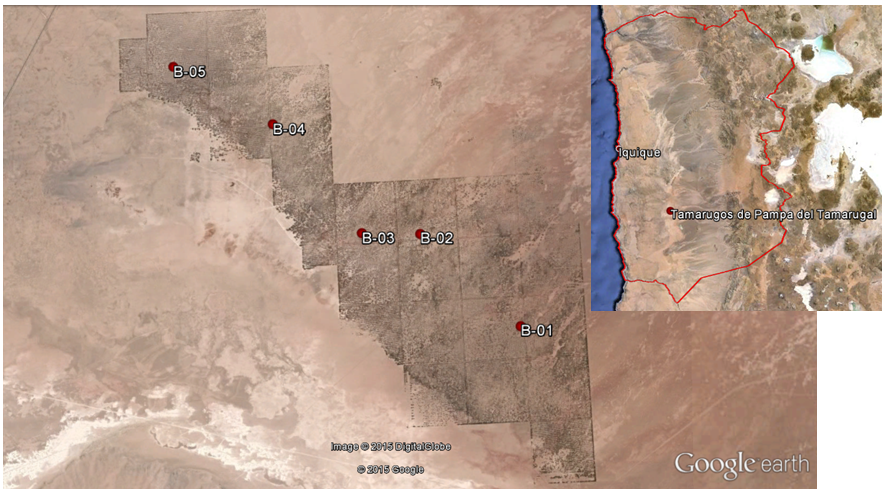 B-05
B-04
B-03
B-02
B-01
Iquique
Tamarugos de Pampa del Tamarugal
Image © 2015 DigitalGlobe
© 2015 Google
Google earth